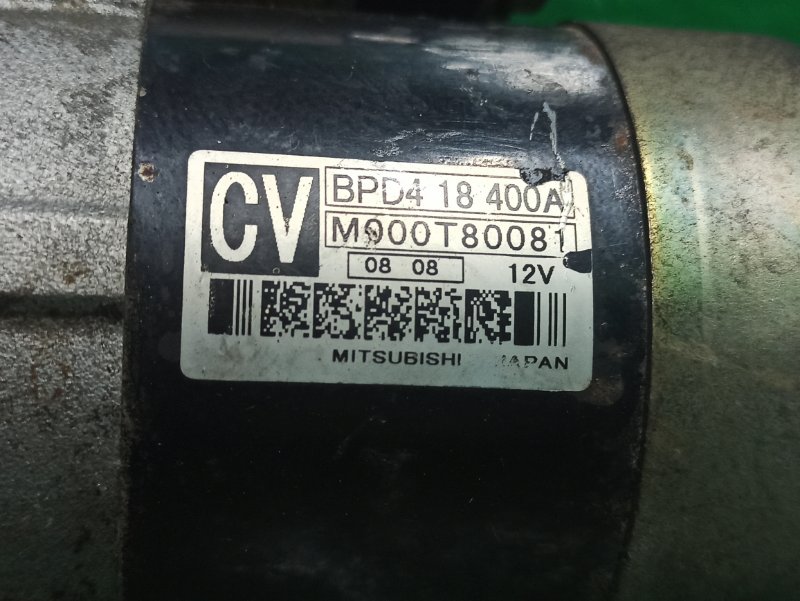 CV
BPD4 18 400A
M000T80081
08 08
12V
MITSUBISHI JAPAN